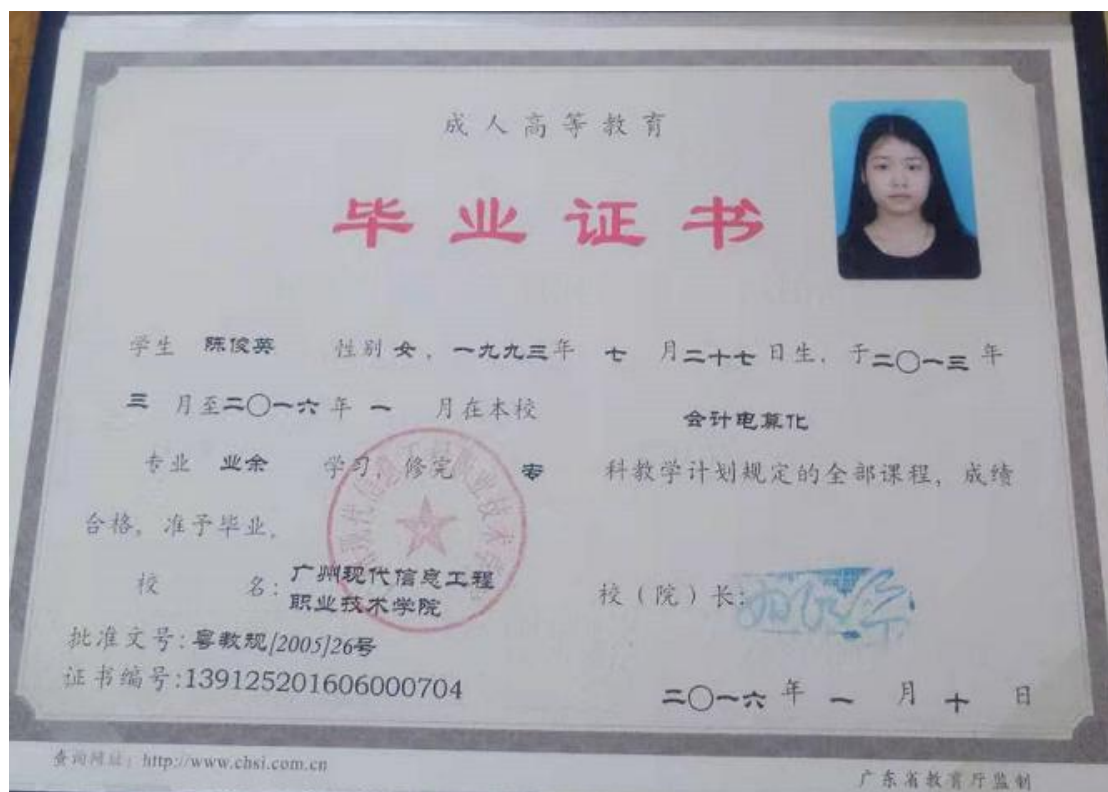 成人高等教育
毕业证书
学生 陈俊英 性别 女，一九九三年 七 月二十七日生，于二〇一三 年
三 月至二〇一六 年 一 月在本校 会计电算化
专业 业余 学习，修完 专 科教学计划规定的全部课程，成绩
合格，准予毕业。
校 名：广州现代信息工程
职业技术学院
校（院）长：
批准文号：粤教规[2005]26号
证书编号：139125201606000704
二〇一六 年 一 月 十 日
查询网址：http://www.chsi.com.cn
广东省教育厅监制